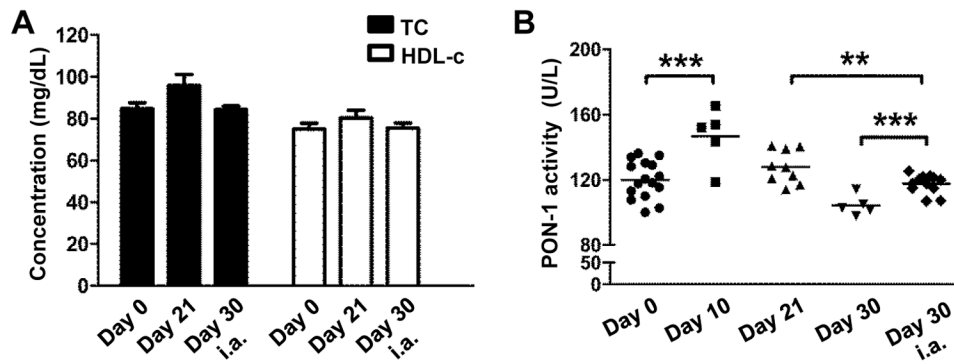 A
TC
HDL-c
Concentration (mg/dL)
120
100
80
60
40
20
0
Day 0
Day 21
Day 30
i.a.
Day 0
Day 21
Day 30
i.a.
B
PON-1 activity (U/L)
200
160
120
80
50
0
***
**
***
Day 0
Day 10
Day 21
Day 30
Day 30
i.a.